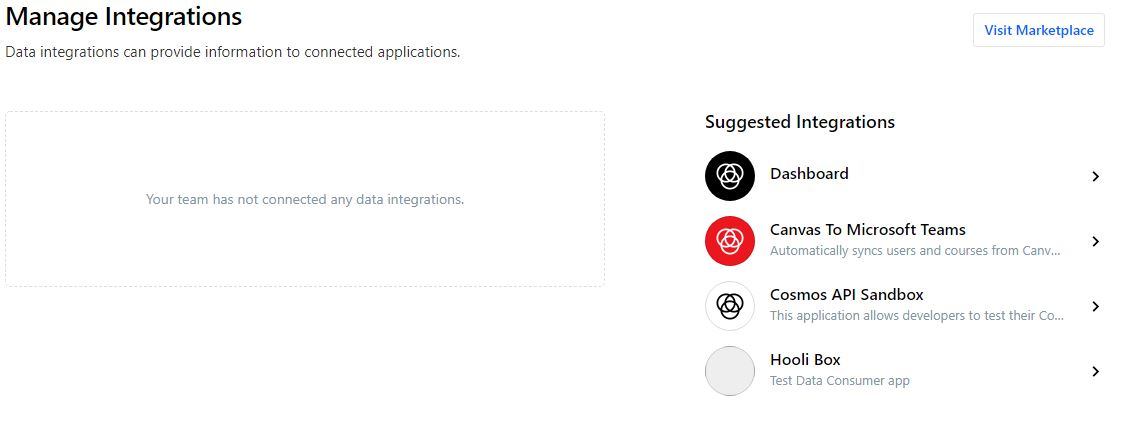 Manage Integrations
Visit Marketplace
Data integrations can provide information to connected applications.
Your team has not connected any data integrations.
Suggested Integrations
Dashboard
Canvas To Microsoft Teams
Automatically syncs users and courses from Canv...
Cosmos API Sandbox
This application allows developers to test their Co...
Hooli Box
Test Data Consumer app